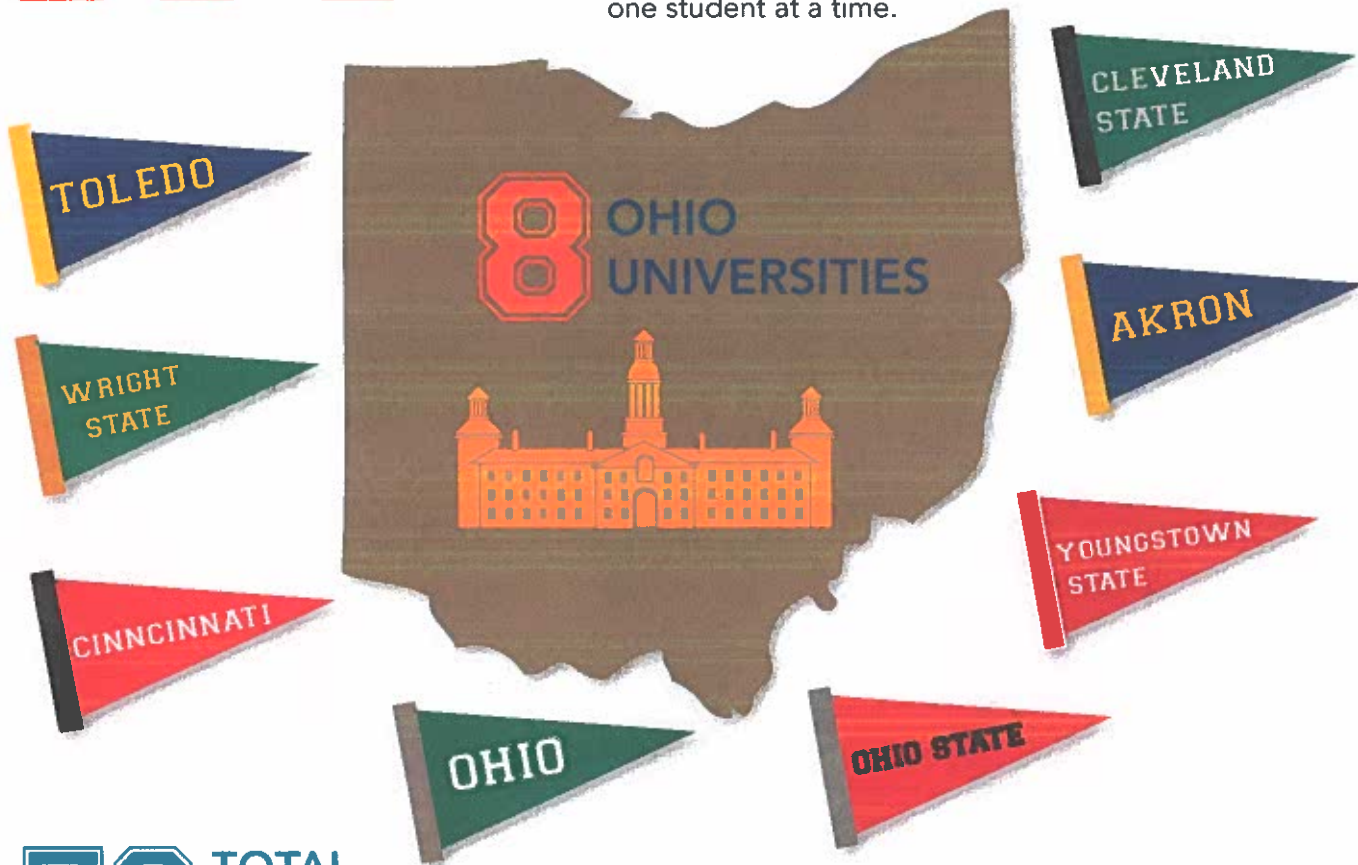 one student at a time.
CLEVELAND
STATE
TOLEDO
8 OHIO
UNIVERSITIES
AKRON
WRIGHT
STATE
YOUNGSTOWN
STATE
CINNCINNATI
OHIO
OHIO STATE
TOTAL